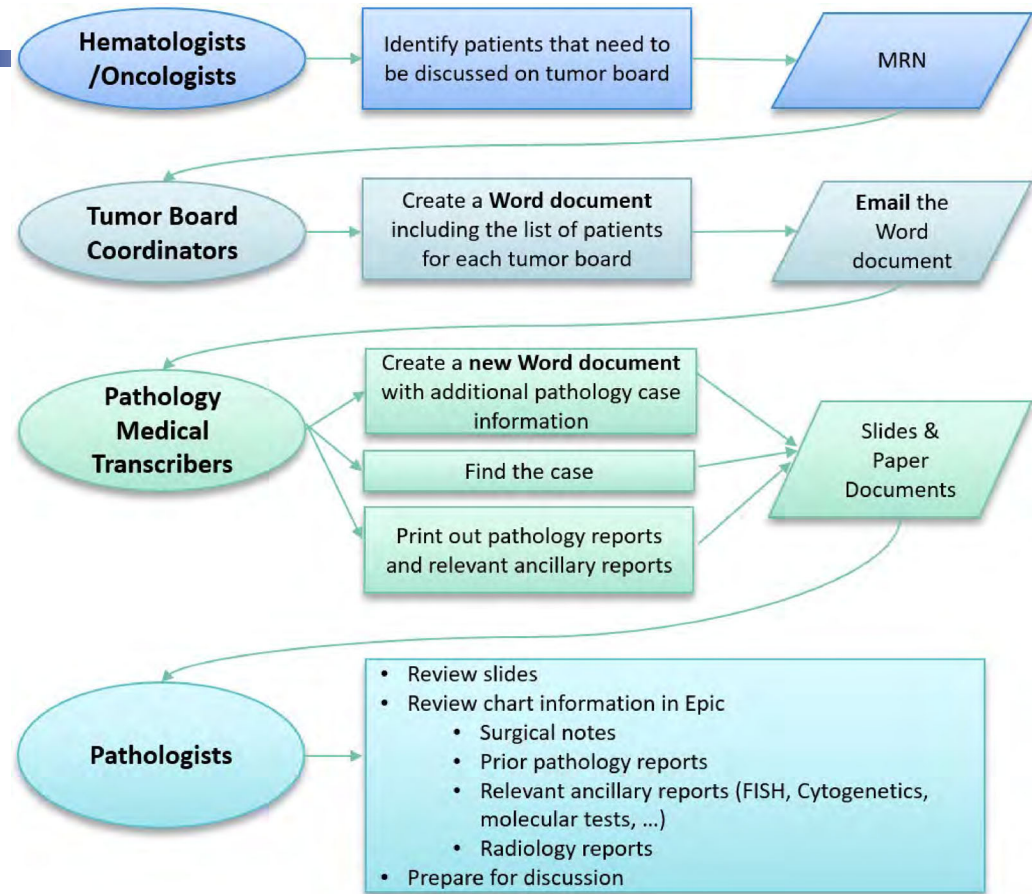 Hematologists
/Oncologists
Identify patients that need to
be discussed on tumor board
MRN
Tumor Board
Coordinators
Create a Word document
including the list of patients
for each tumor board
Email the
Word
document
Pathology
Medical
Transcribers
Create a new Word document
with additional pathology case
information
Find the case
Print out pathology reports
and relevant ancillary reports
Slides &
Paper
Documents
Pathologists
• Review slides
• Review chart information in Epic
• Surgical notes
• Prior pathology reports
• Relevant ancillary reports (FISH, Cytogenetics,
molecular tests, ...)
• Radiology reports
• Prepare for discussion